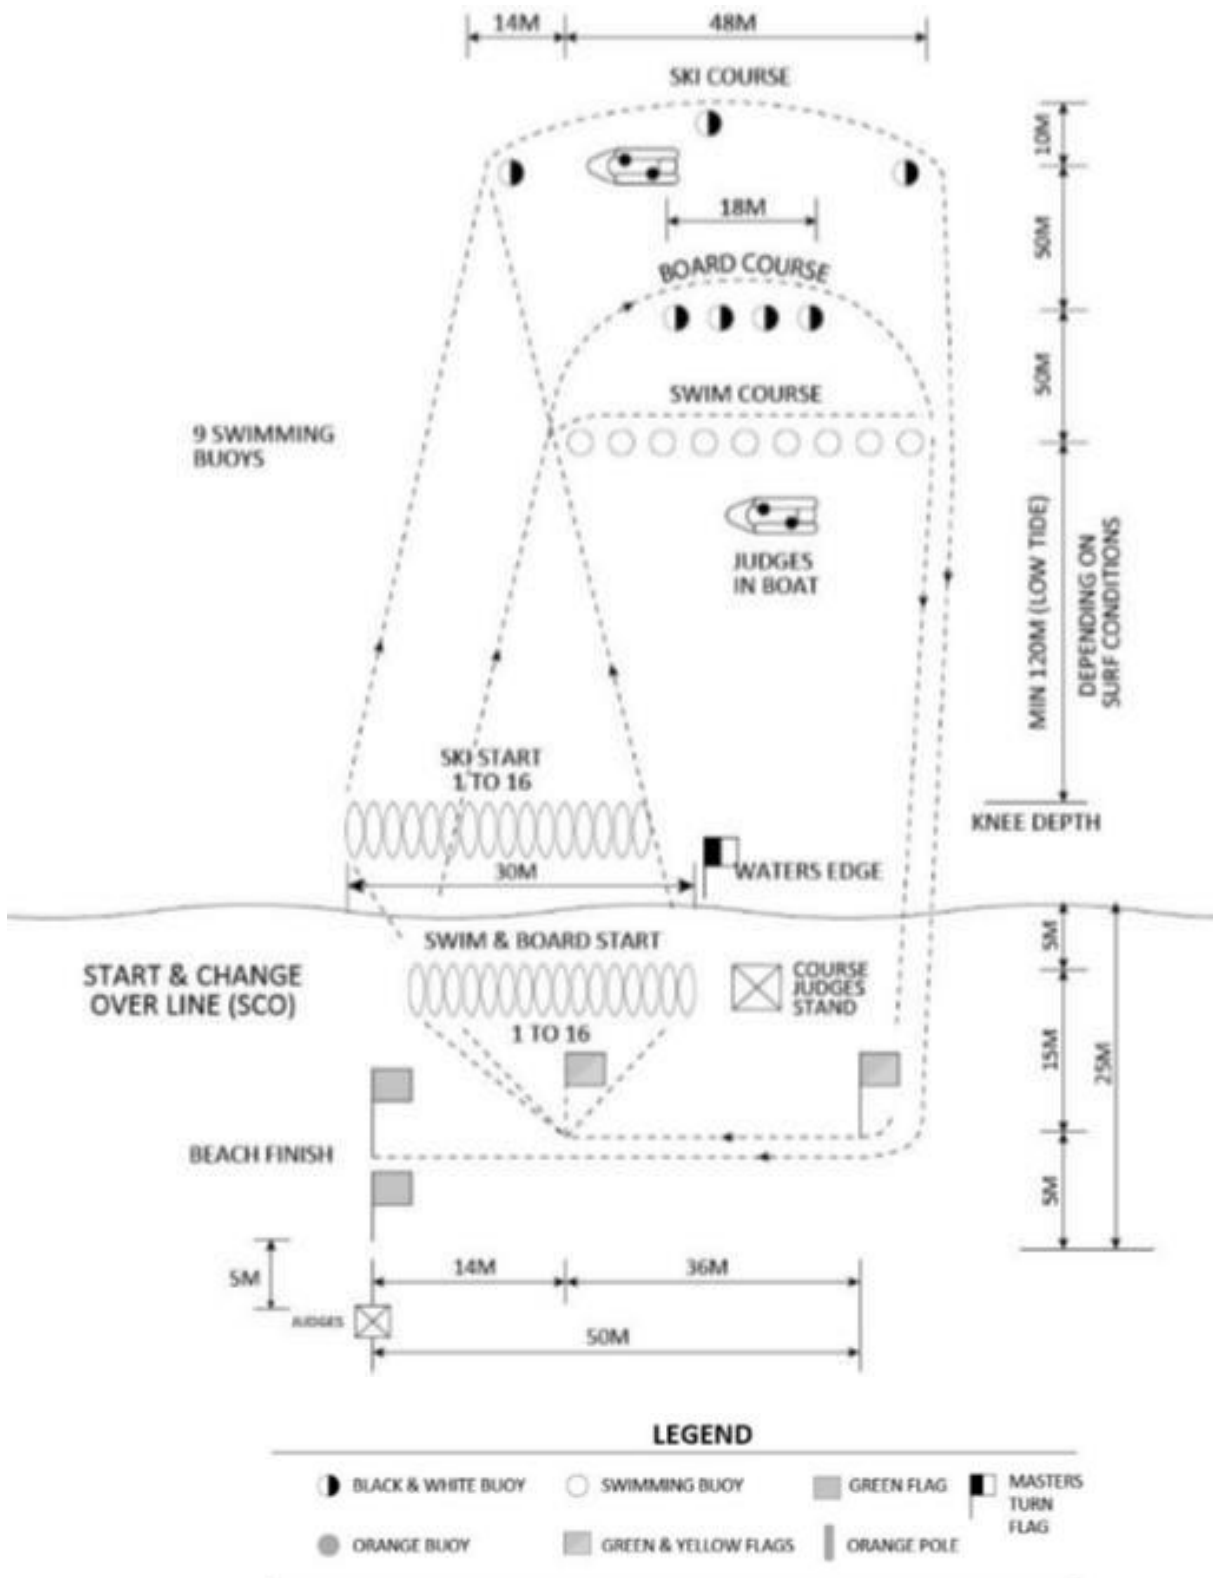 14M
48M
SKI COURSE
10M
18M
50M
BOARD COURSE
50M
SWIM COURSE
9 SWIMMING
BUOYS
JUDGES
IN BOAT
MIN 120M (LOW TIDE)
DEPENDING ON
SURF CONDITIONS
SKI START
1 TO 16
KNEE DEPTH
30M
WATERS EDGE
SWIM & BOARD START
5M
START & CHANGE
OVER LINE (SCO)
COURSE
JUDGES
STAND
1 TO 16
15M
25M
BEACH FINISH
5M
5M
14M
36M
JUDGES
50M
LEGEND
BLACK & WHITE BUOY
SWIMMING BUOY
GREEN FLAG
MASTERS
TURN
FLAG
ORANGE BUOY
GREEN & YELLOW FLAGS
ORANGE POLE